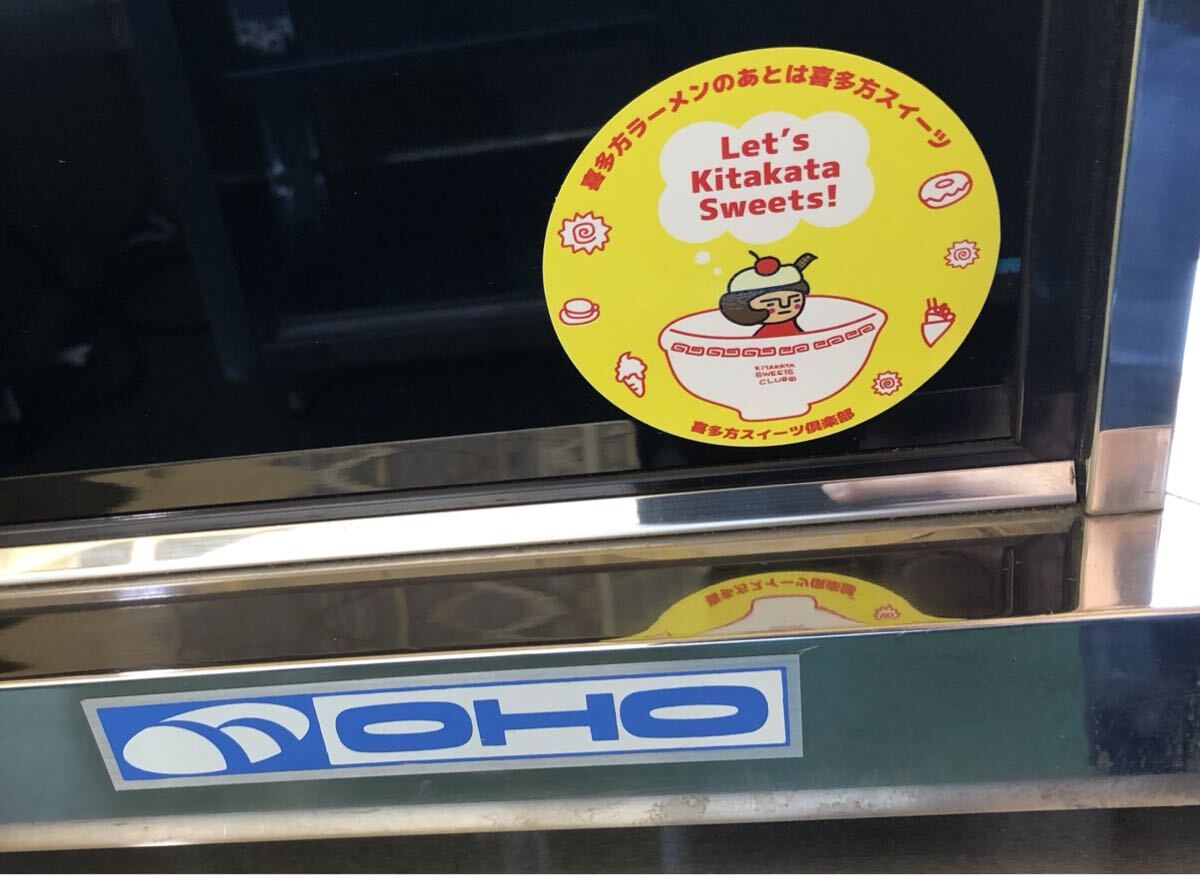 喜多方ラーメンのあとは喜多方スイーツ
Let's
Kitakata
Sweets!
KITAKATA
SWEETS
CLUB
喜多方スイーツ倶楽部
OHO